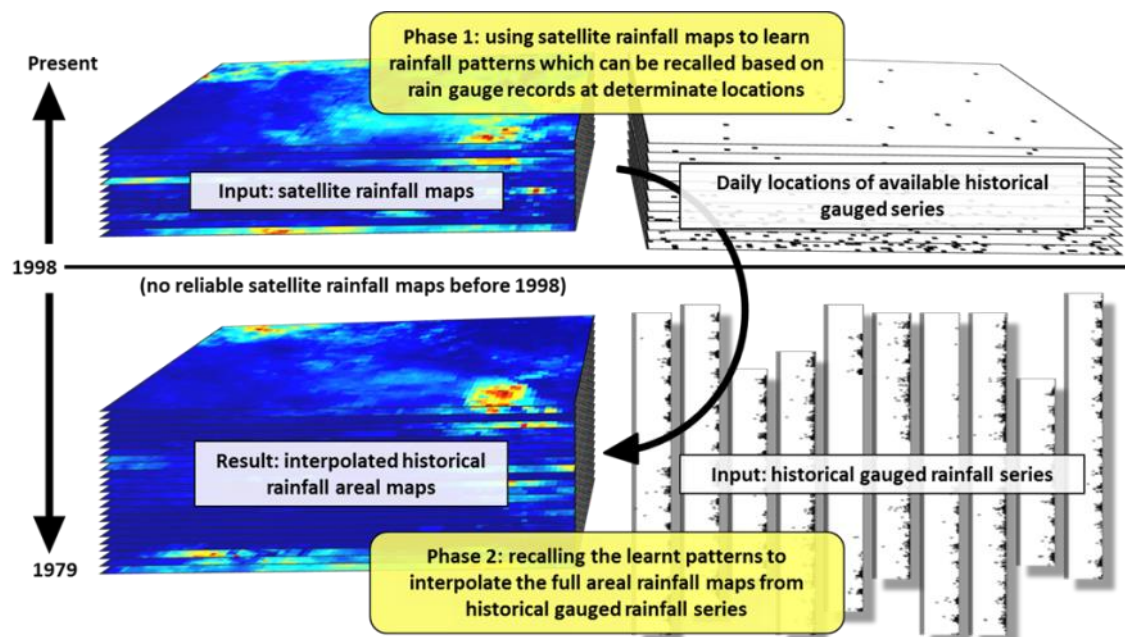 Phase 1: using satellite rainfall maps to learn
rainfall patterns which can be recalled based on
rain gauge records at determinate locations
Present
Input: satellite rainfall maps
Daily locations of available historical
gauged series
1998
(no reliable satellite rainfall maps before 1998)
Result: interpolated historical
rainfall areal maps
Input: historical gauged rainfall series
Phase 2: recalling the learnt patterns to
interpolate the full areal rainfall maps from
historical gauged rainfall series
1979